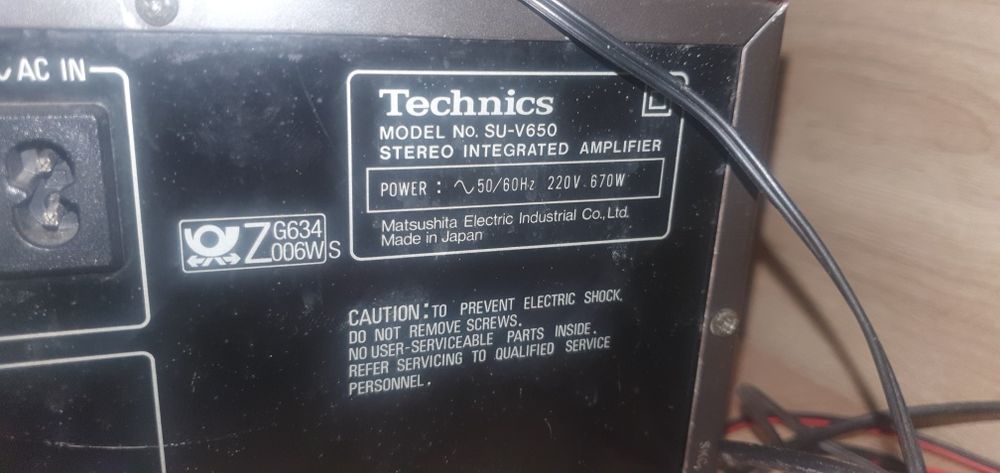 AC IN
Technics
MODEL No. SU-V650
STEREO INTEGRATED AMPLIFIER
POWER : ∿ 50/60Hz 220V 670W
Matsushita Electric Industrial Co., Ltd.
Made in Japan
Z G634
006W S
CAUTION: TO PREVENT ELECTRIC SHOCK,
DO NOT REMOVE SCREWS.
NO USER-SERVICEABLE PARTS INSIDE.
REFER SERVICING TO QUALIFIED SERVICE
PERSONNEL.